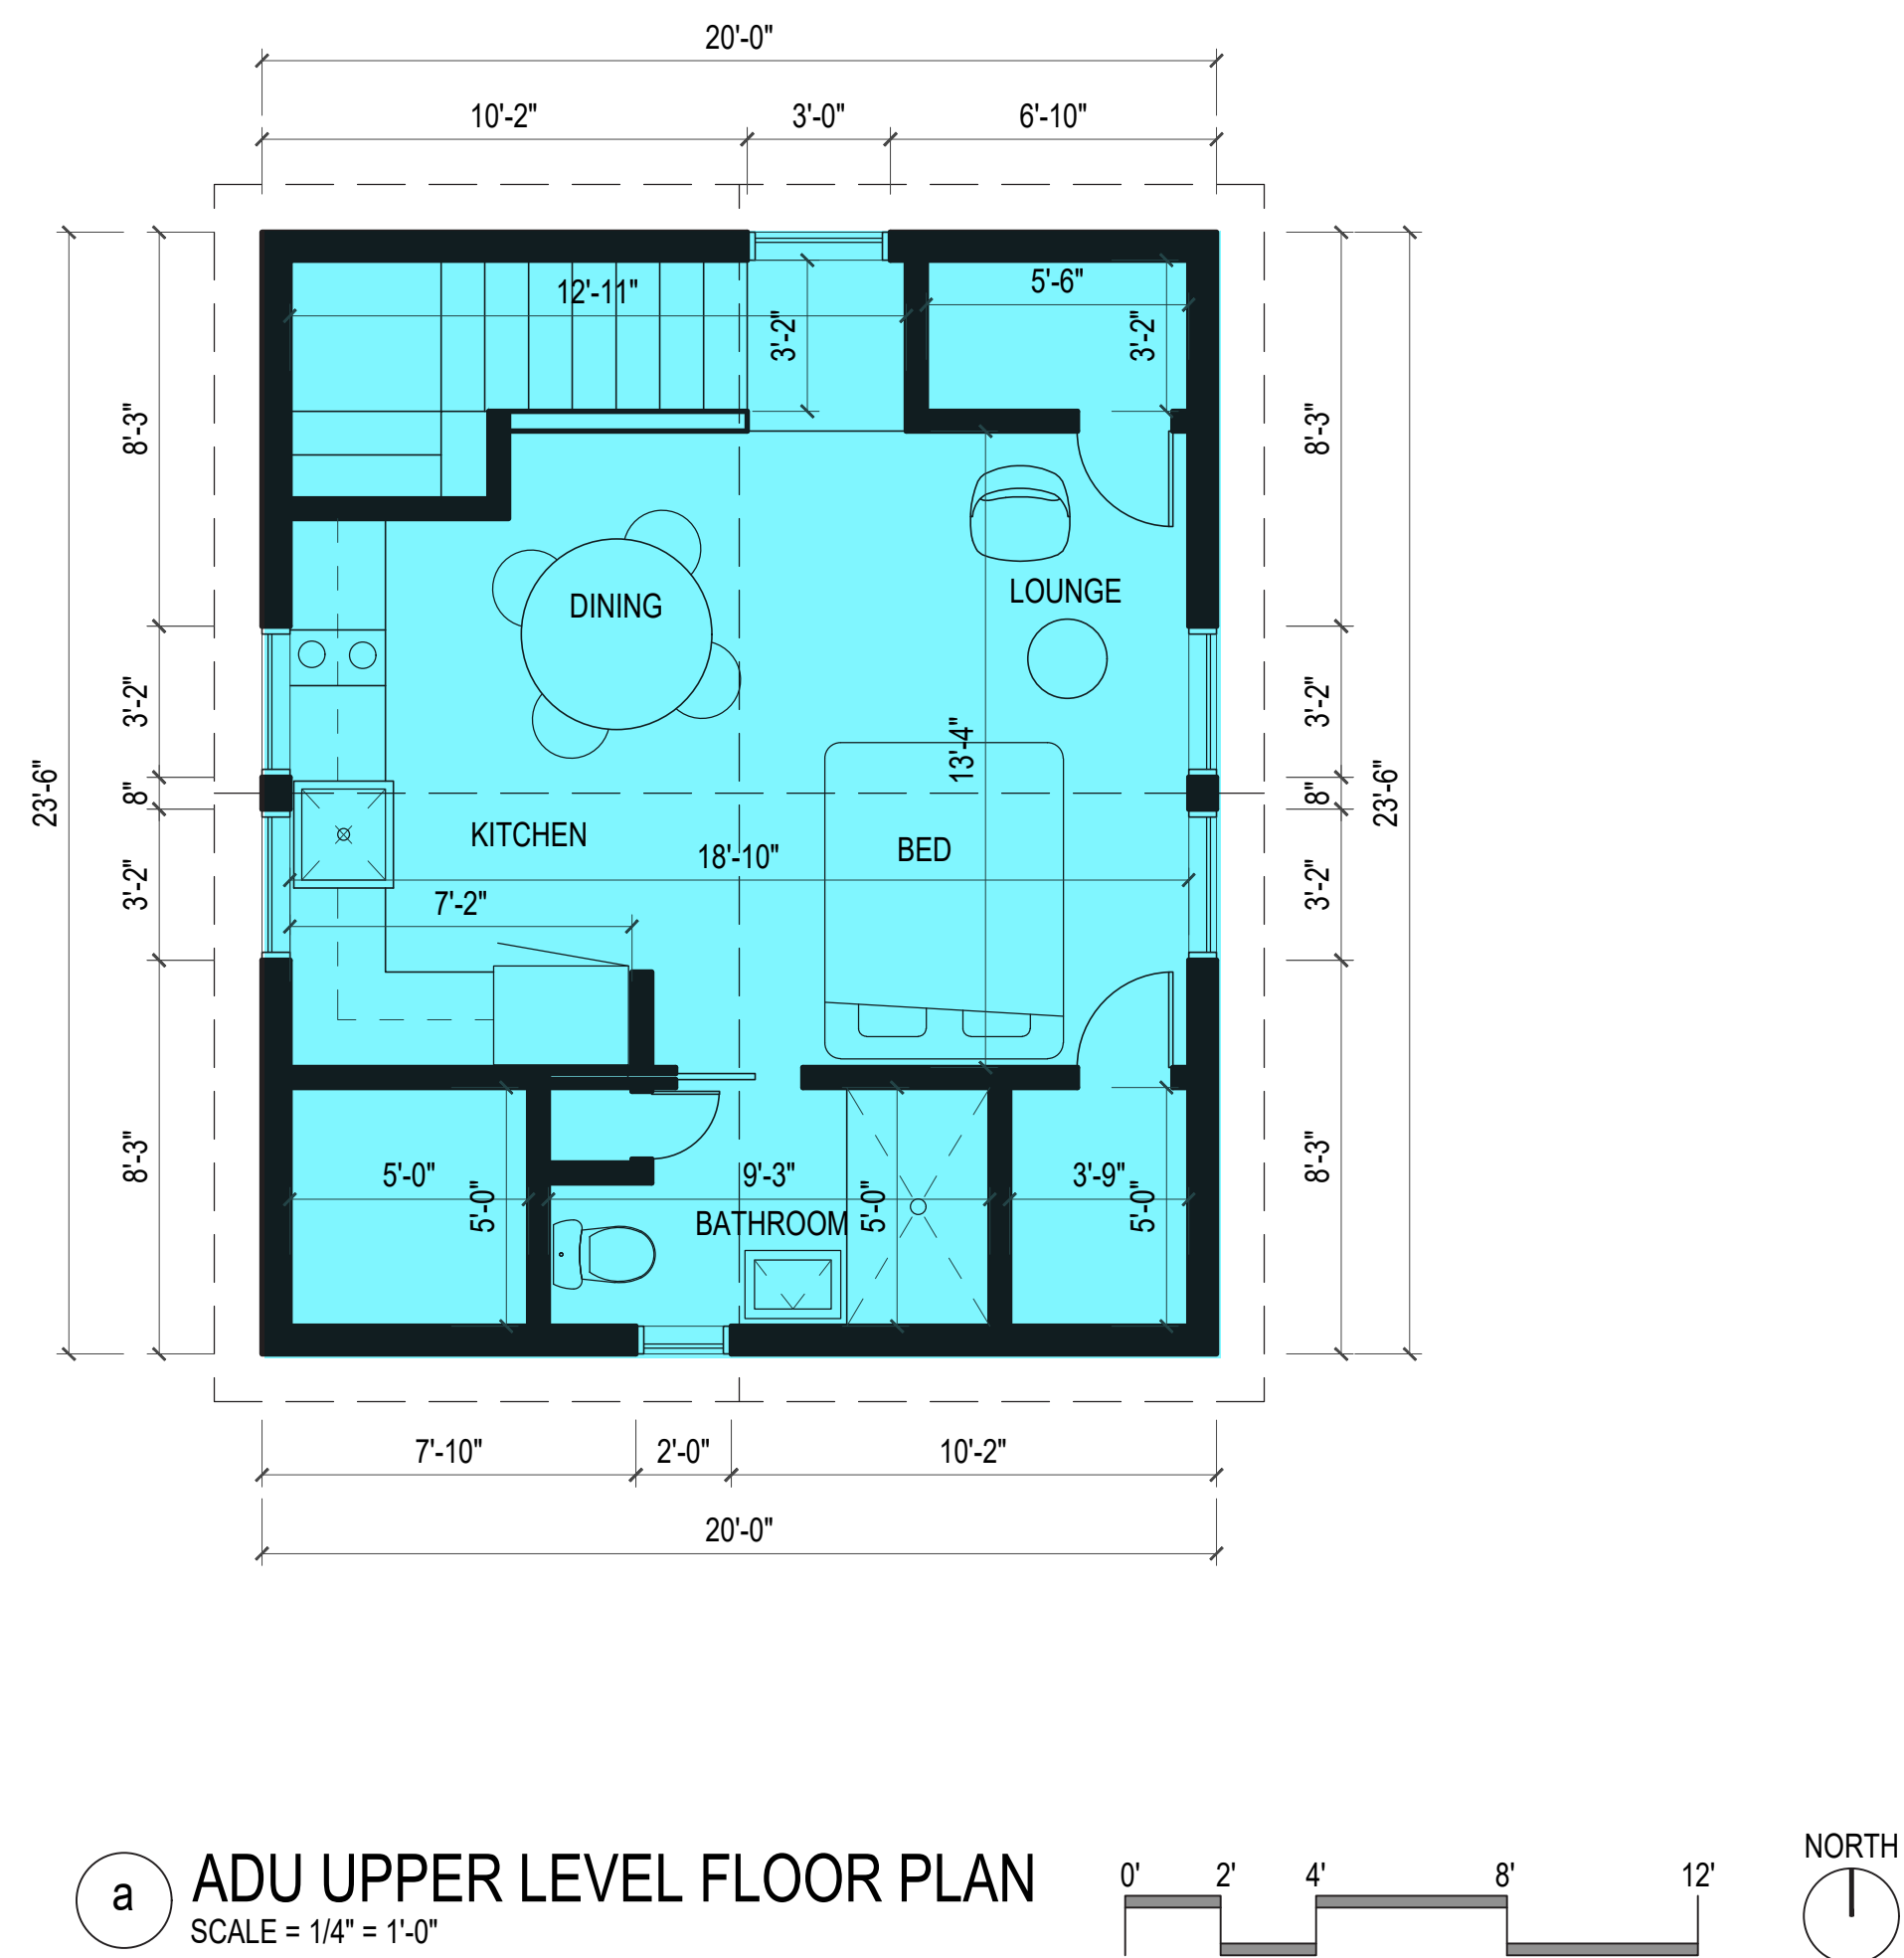 20'-0"
10'-2" 3'-0" 6'-10"
12'-11" 5'-6"
3'-2" 3'-2"
8'-3" 8'-3"
DINING LOUNGE
3'-2" 3'-2"
13'-4"
23'-6" 8" 8" 23'-6"
KITCHEN BED
18'-10"
3'-2" 3'-2"
7'-2"
8'-3" 8'-3"
5'-0" 9'-3" 3'-9"
5'-0" 5'-0" 5'-0"
BATHROOM
7'-10" 2'-0" 10'-2"
20'-0"
a ADU UPPER LEVEL FLOOR PLAN
SCALE = 1/4" = 1'-0"
0' 2' 4' 8' 12'
NORTH